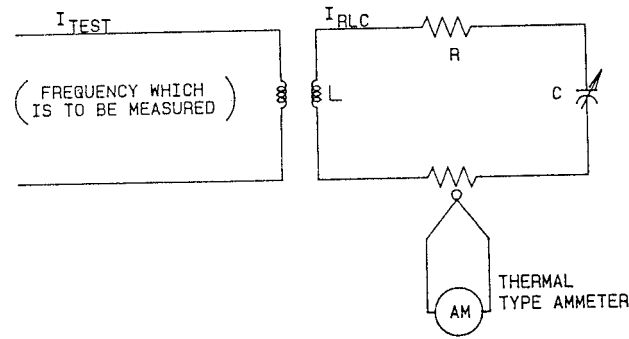 I TEST
I RLC
R
( FREQUENCY WHICH
IS TO BE MEASURED )
L
C
THERMAL
TYPE AMMETER
AM